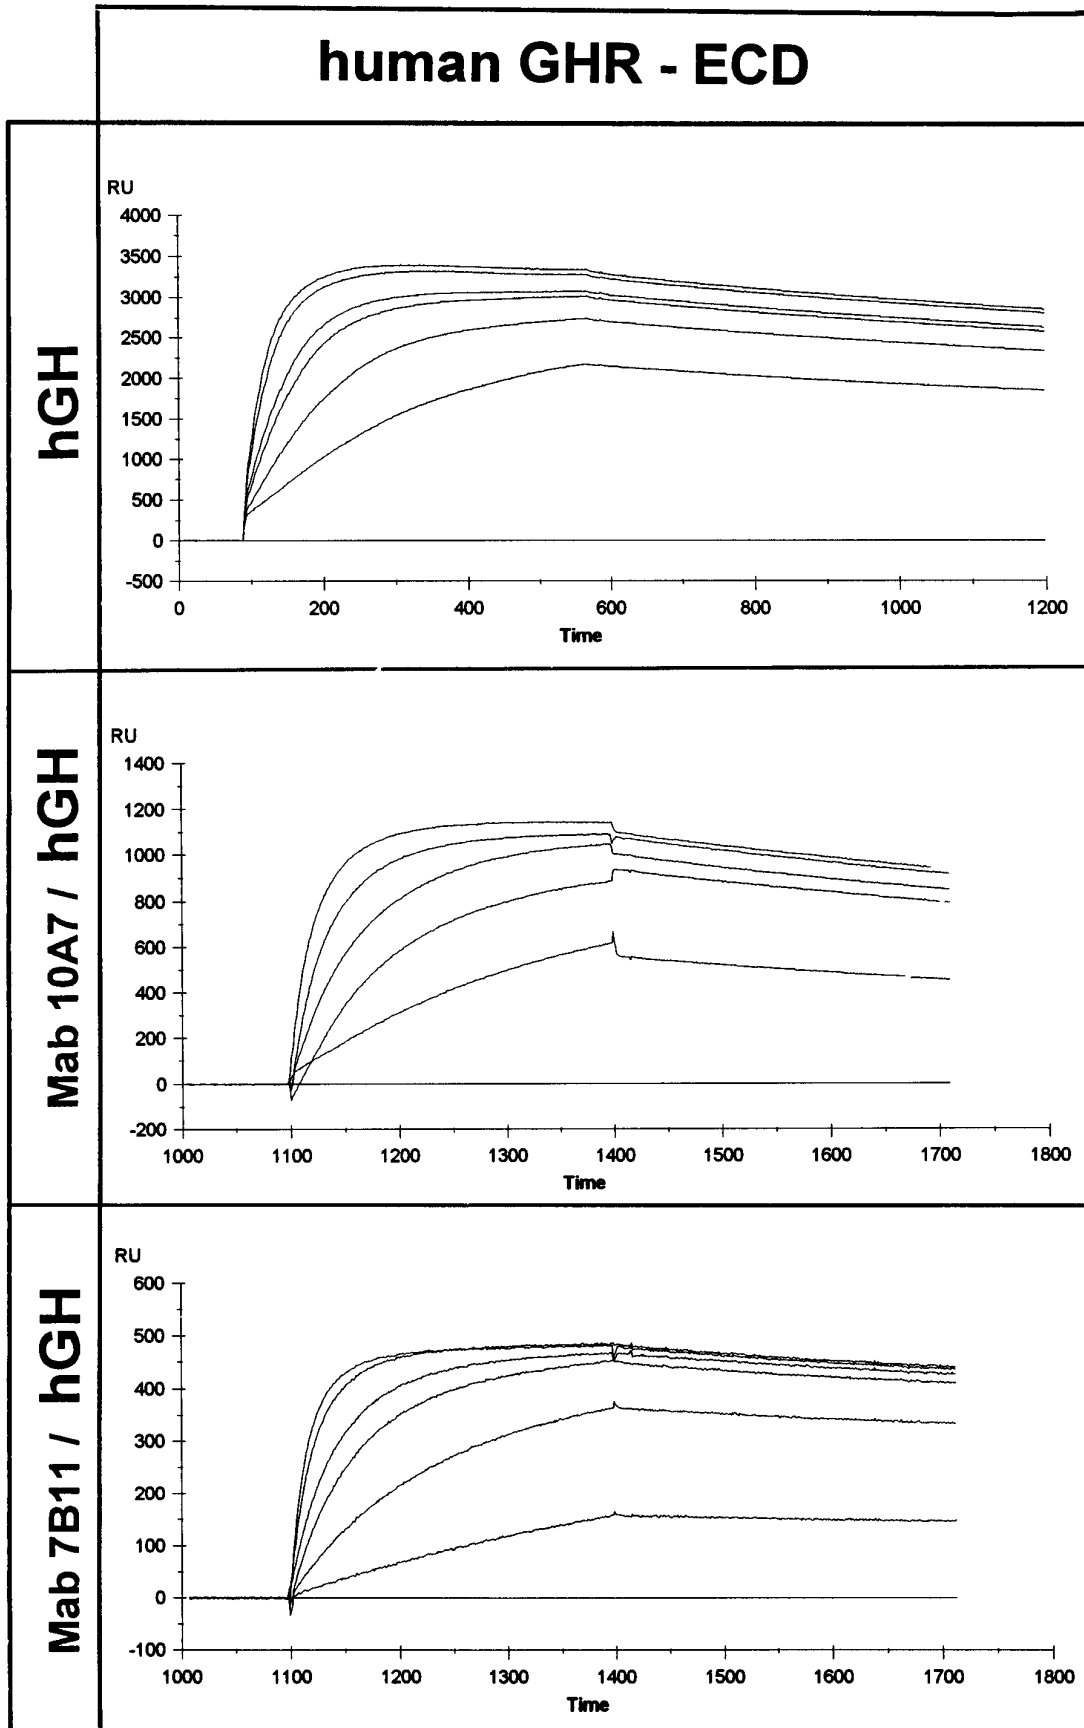 human GHR - ECD
hGH
RU
4000
3500
3000
2500
2000
1500
1000
500
0
-500
0 200 400 600 800 1000 1200
Time
Mab 10A7 / hGH
RU
1400
1200
1000
800
600
400
200
0
-200
1000 1100 1200 1300 1400 1500 1600 1700 1800
Time
Mab 7B11 / hGH
RU
600
500
400
300
200
100
0
-100
1000 1100 1200 1300 1400 1500 1600 1700 1800
Time